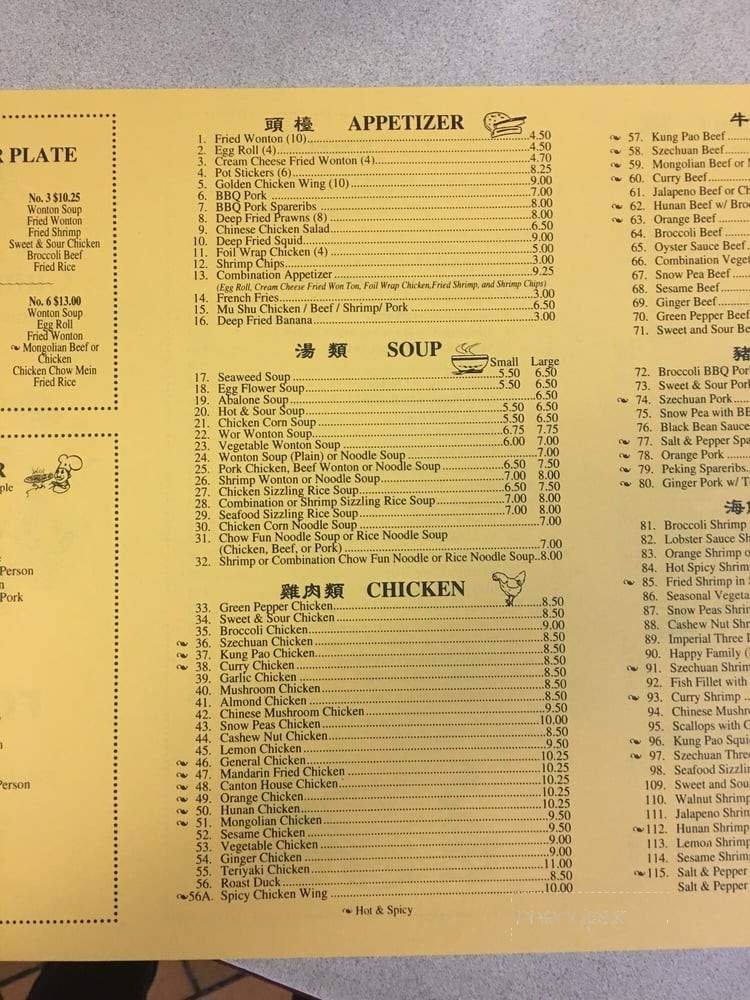 R PLATE
No. 3 $10.25
Wonton Soup
Fried Wonton
Fried Shrimp
Sweet & Sour Chicken
Broccoli Beef
Fried Rice
No. 6 $13.00
Wonton Soup
Egg Roll
Fried Wonton
Mongolian Beef or
Chicken
Chicken Chow Mein
Fried Rice
R
ple
Person
n
Pork
n
Person
頭檯 APPETIZER
1. Fried Wonton (10) 4.50
2. Egg Roll (4) 4.50
3. Cream Cheese Fried Wonton (4) 4.70
4. Pot Stickers (6) 8.25
5. Golden Chicken Wing (10) 9.00
6. BBQ Pork 7.00
7. BBQ Pork Spareribs 8.00
8. Deep Fried Prawns (8) 8.00
9. Chinese Chicken Salad 6.50
10. Deep Fried Squid 9.00
11. Foil Wrap Chicken (4) 5.00
12. Shrimp Chips 3.00
13. Combination Appetizer 9.25
(Egg Roll, Cream Cheese Fried Won Ton, Foil Wrap Chicken,Fried Shrimp, and Shrimp Chips)
14. French Fries 3.00
15. Mu Shu Chicken / Beef / Shrimp/ Pork 6.50
16. Deep Fried Banana 3.00
湯類 SOUP
Small Large
17. Seaweed Soup 5.50 6.50
18. Egg Flower Soup 5.50 6.50
19. Abalone Soup 6.50
20. Hot & Sour Soup 5.50 6.50
21. Chicken Corn Soup 5.50 6.50
22. Wor Wonton Soup 6.75 7.75
23. Vegetable Wonton Soup 6.00 7.00
24. Wonton Soup (Plain) or Noodle Soup 7.00
25. Pork Chicken, Beef Wonton or Noodle Soup 6.50 7.50
26. Shrimp Wonton or Noodle Soup 7.00 8.00
27. Chicken Sizzling Rice Soup 6.50 7.50
28. Combination or Shrimp Sizzling Rice Soup 7.00 8.00
29. Seafood Sizzling Rice Soup 7.00 8.00
30. Chicken Corn Noodle Soup 7.00
31. Chow Fun Noodle Soup or Rice Noodle Soup
(Chicken, Beef, or Pork) 7.00
32. Shrimp or Combination Chow Fun Noodle or Rice Noodle Soup..8.00
雞肉類 CHICKEN
33. Green Pepper Chicken 8.50
34. Sweet & Sour Chicken 8.50
35. Broccoli Chicken 9.00
36. Szechuan Chicken 8.50
37. Kung Pao Chicken 8.50
38. Curry Chicken 8.50
39. Garlic Chicken 8.50
40. Mushroom Chicken 8.50
41. Almond Chicken 8.50
42. Chinese Mushroom Chicken 9.50
43. Snow Peas Chicken 10.00
44. Cashew Nut Chicken 8.50
45. Lemon Chicken 9.50
46. General Chicken 10.25
47. Mandarin Fried Chicken 10.25
48. Canton House Chicken 10.25
49. Orange Chicken 10.25
50. Hunan Chicken 10.25
51. Mongolian Chicken 9.50
52. Sesame Chicken 9.50
53. Vegetable Chicken 9.00
54. Ginger Chicken 9.00
55. Teriyaki Chicken 11.00
56. Roast Duck 8.50
56A. Spicy Chicken Wing 10.00
Hot & Spicy
牛
57. Kung Pao Beef
58. Szechuan Beef
59. Mongolian Beef or
60. Curry Beef
61. Jalapeno Beef or Ch
62. Hunan Beef w/ Bro
63. Orange Beef
64. Broccoli Beef
65. Oyster Sauce Beef
66. Combination Veget
67. Snow Pea Beef
68. Sesame Beef
69. Ginger Beef
70. Green Pepper Beef
71. Sweet and Sour Be
豬
72. Broccoli BBQ Por
73. Sweet & Sour Por
74. Szechuan Pork
75. Snow Pea with BB
76. Black Bean Sauce
77. Salt & Pepper Spa
78. Orange Pork
79. Peking Spareribs
80. Ginger Pork w/ T
海
81. Broccoli Shrimp
82. Lobster Sauce Sh
83. Orange Shrimp o
84. Hot Spicy Shrimp
85. Fried Shrimp in
86. Seasonal Vegeta
87. Snow Peas Shri
88. Cashew Nut Shr
89. Imperial Three
90. Happy Family (
91. Szechuan Shrim
92. Fish Fillet with
93. Curry Shrimp
94. Chinese Mushr
95. Scallops with C
96. Kung Pao Squi
97. Szechuan Three
98. Seafood Sizzli
109. Sweet and Sou
110. Walnut Shrimp
111. Jalapeno Shrim
112. Hunan Shrimp
113. Lemon Shrimp
114. Sesame Shrimp
115. Salt & Pepper
Salt & Pepper